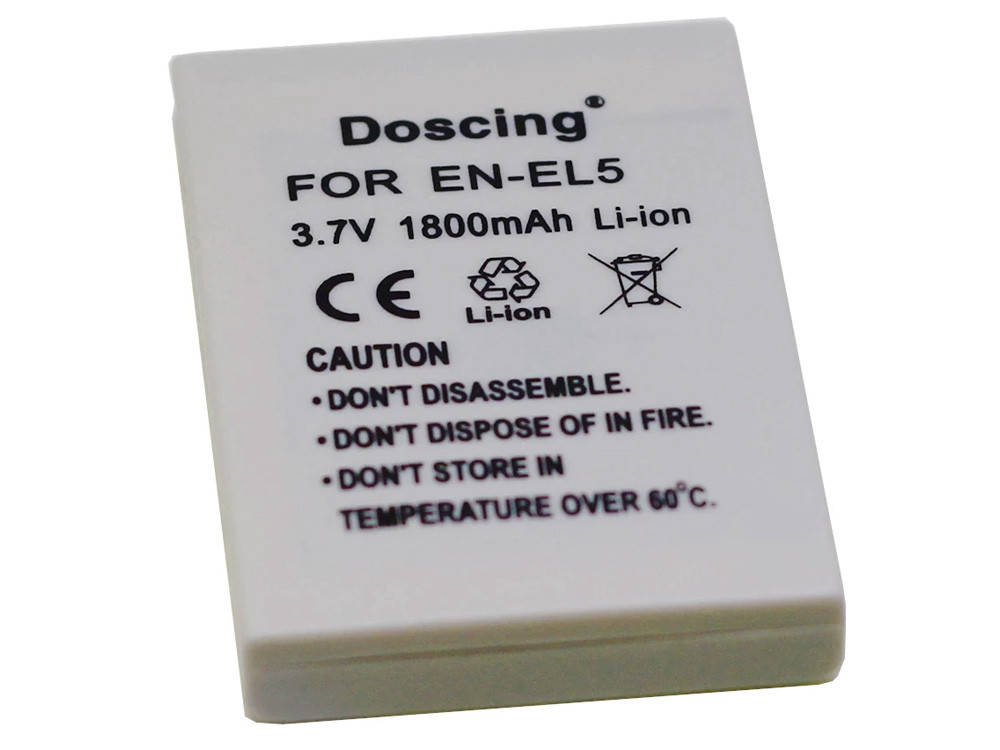 Doscing®
FOR EN-EL5
3.7V 1800mAh Li-ion
CE
Li-ion
CAUTION
• DON'T DISASSEMBLE.
• DON'T DISPOSE OF IN FIRE.
• DON'T STORE IN
TEMPERATURE OVER 60°C.